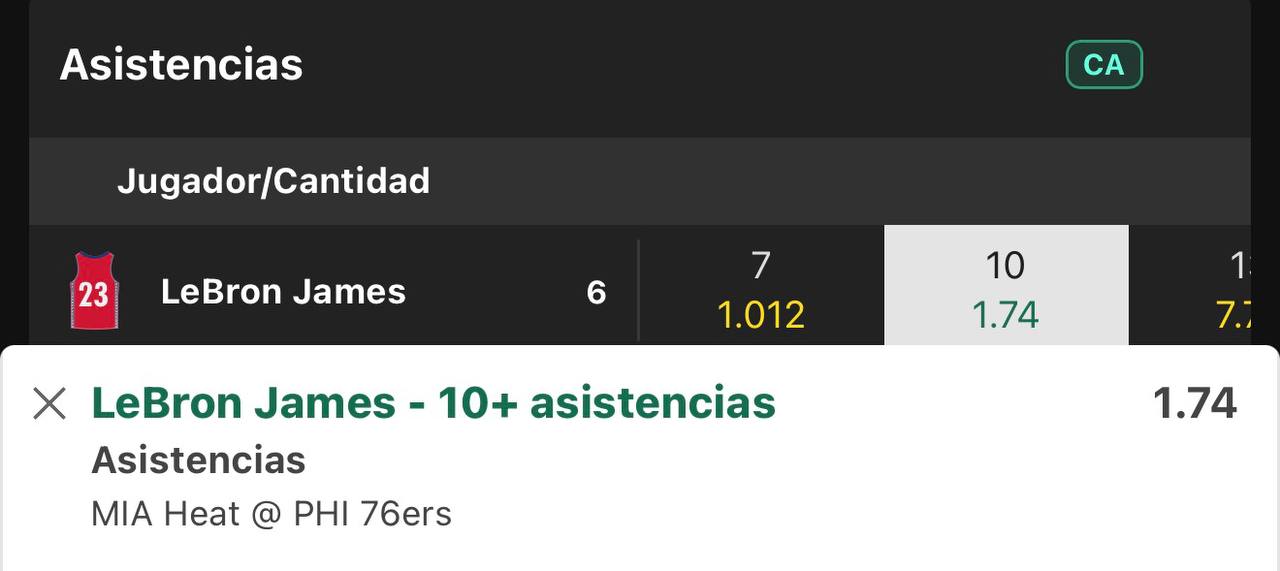 Asistencias CA
Jugador/Cantidad
7 10
23 LeBron James 6
1.012 1.74
LeBron James - 10+ asistencias 1.74
Asistencias
MIA Heat @ PHI 76ers